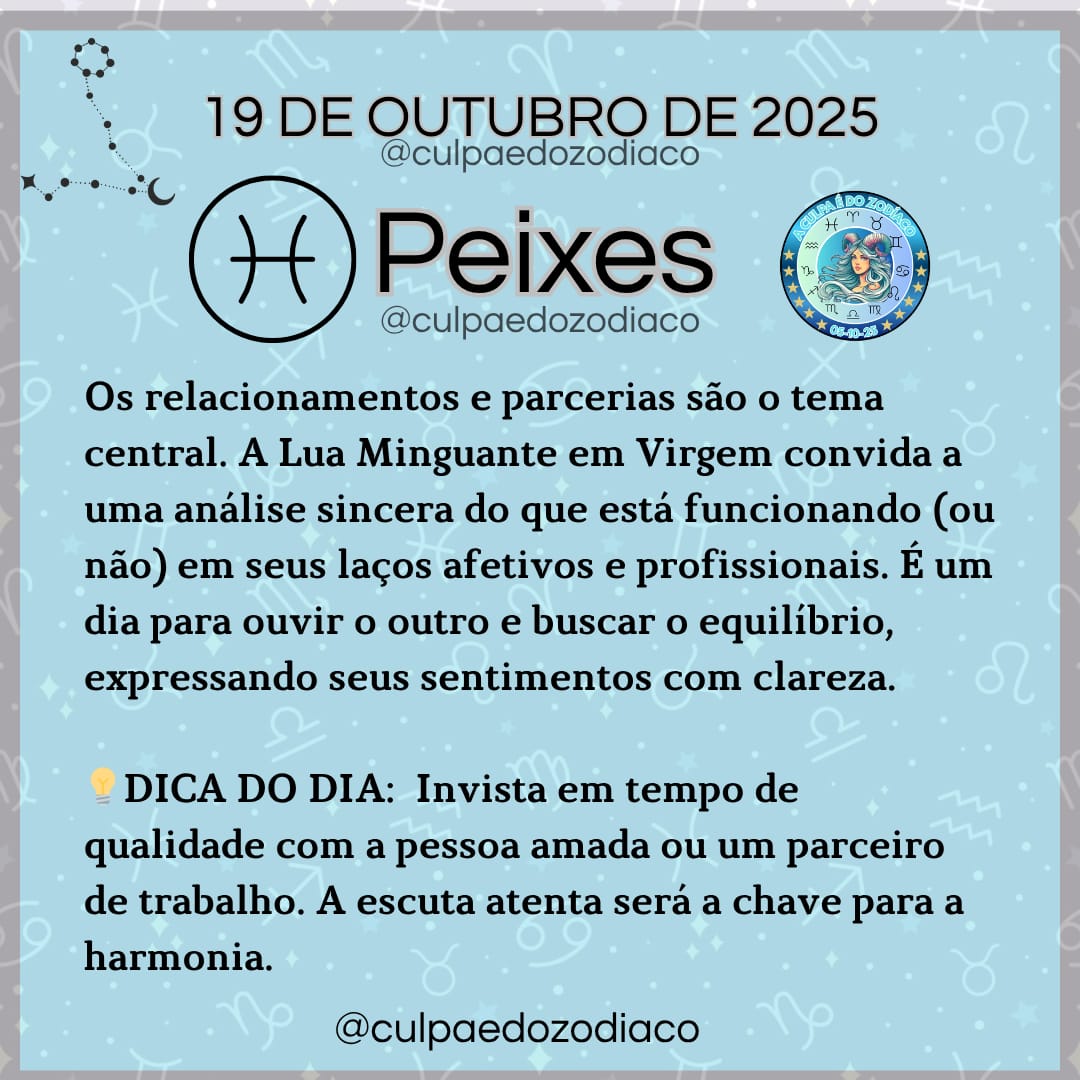 19 DE OUTUBRO DE 2025
@culpaedozodiaco
Peixes
@culpaedozodiaco
A CULPA É DO ZODÍACO
05-10-25
Os relacionamentos e parcerias são o tema
central. A Lua Minguante em Virgem convida a
uma análise sincera do que está funcionando (ou
não) em seus laços afetivos e profissionais. É um
dia para ouvir o outro e buscar o equilíbrio,
expressando seus sentimentos com clareza.
💡DICA DO DIA: Invista em tempo de
qualidade com a pessoa amada ou um parceiro
de trabalho. A escuta atenta será a chave para a
harmonia.
@culpaedozodiaco